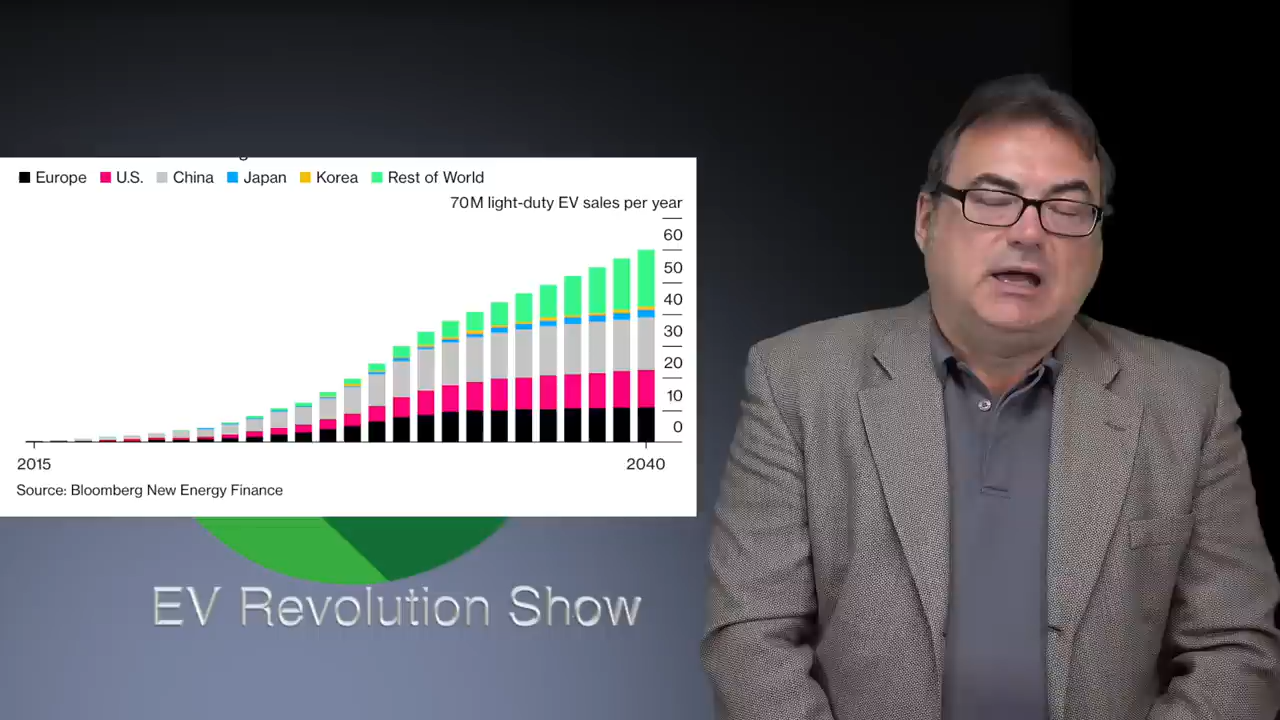 Europe U.S. China Japan Korea Rest of World
70M light-duty EV sales per year
60
50
40
30
20
10
0
2015 2040
Source: Bloomberg New Energy Finance
EV Revolution Show